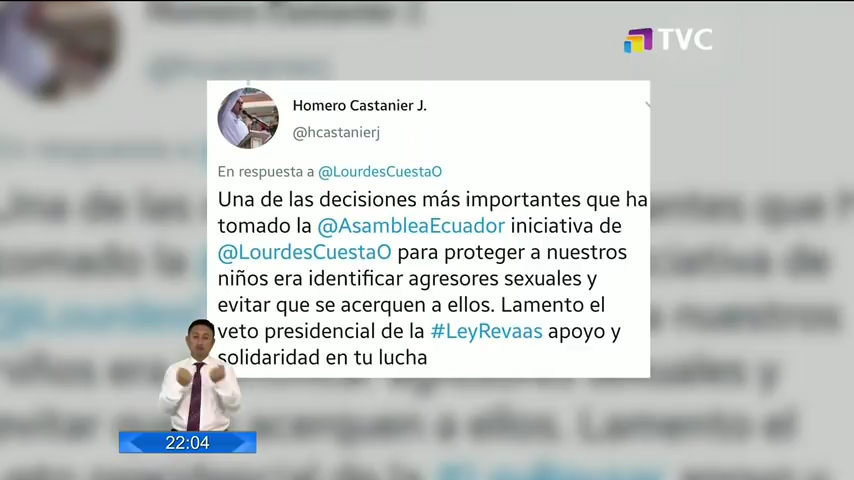 TVC
Homero Castanier J.
@hcastanierj
En respuesta a @LourdesCuestaO
Una de las decisiones más importantes que ha
tomado la @AsambleaEcuador iniciativa de
@LourdesCuestaO para proteger a nuestros
niños era identificar agresores sexuales y
evitar que se acerquen a ellos. Lamento el
veto presidencial de la #LeyRevaas apoyo y
solidaridad en tu lucha
22:04